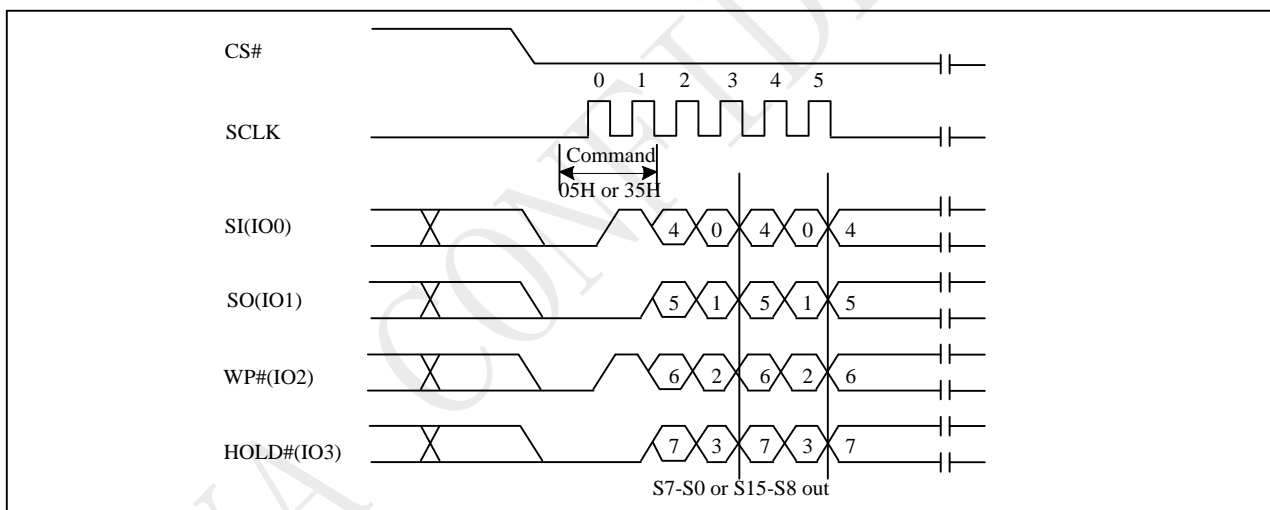 CS#
0 1 2 3 4 5
SCLK
Command
05H or 35H
SI(IO0) 4 0 4 0 4
SO(IO1) 5 1 5 1 5
WP#(IO2) 6 2 6 2 6
HOLD#(IO3) 7 3 7 3 7
S7-S0 or S15-S8 out